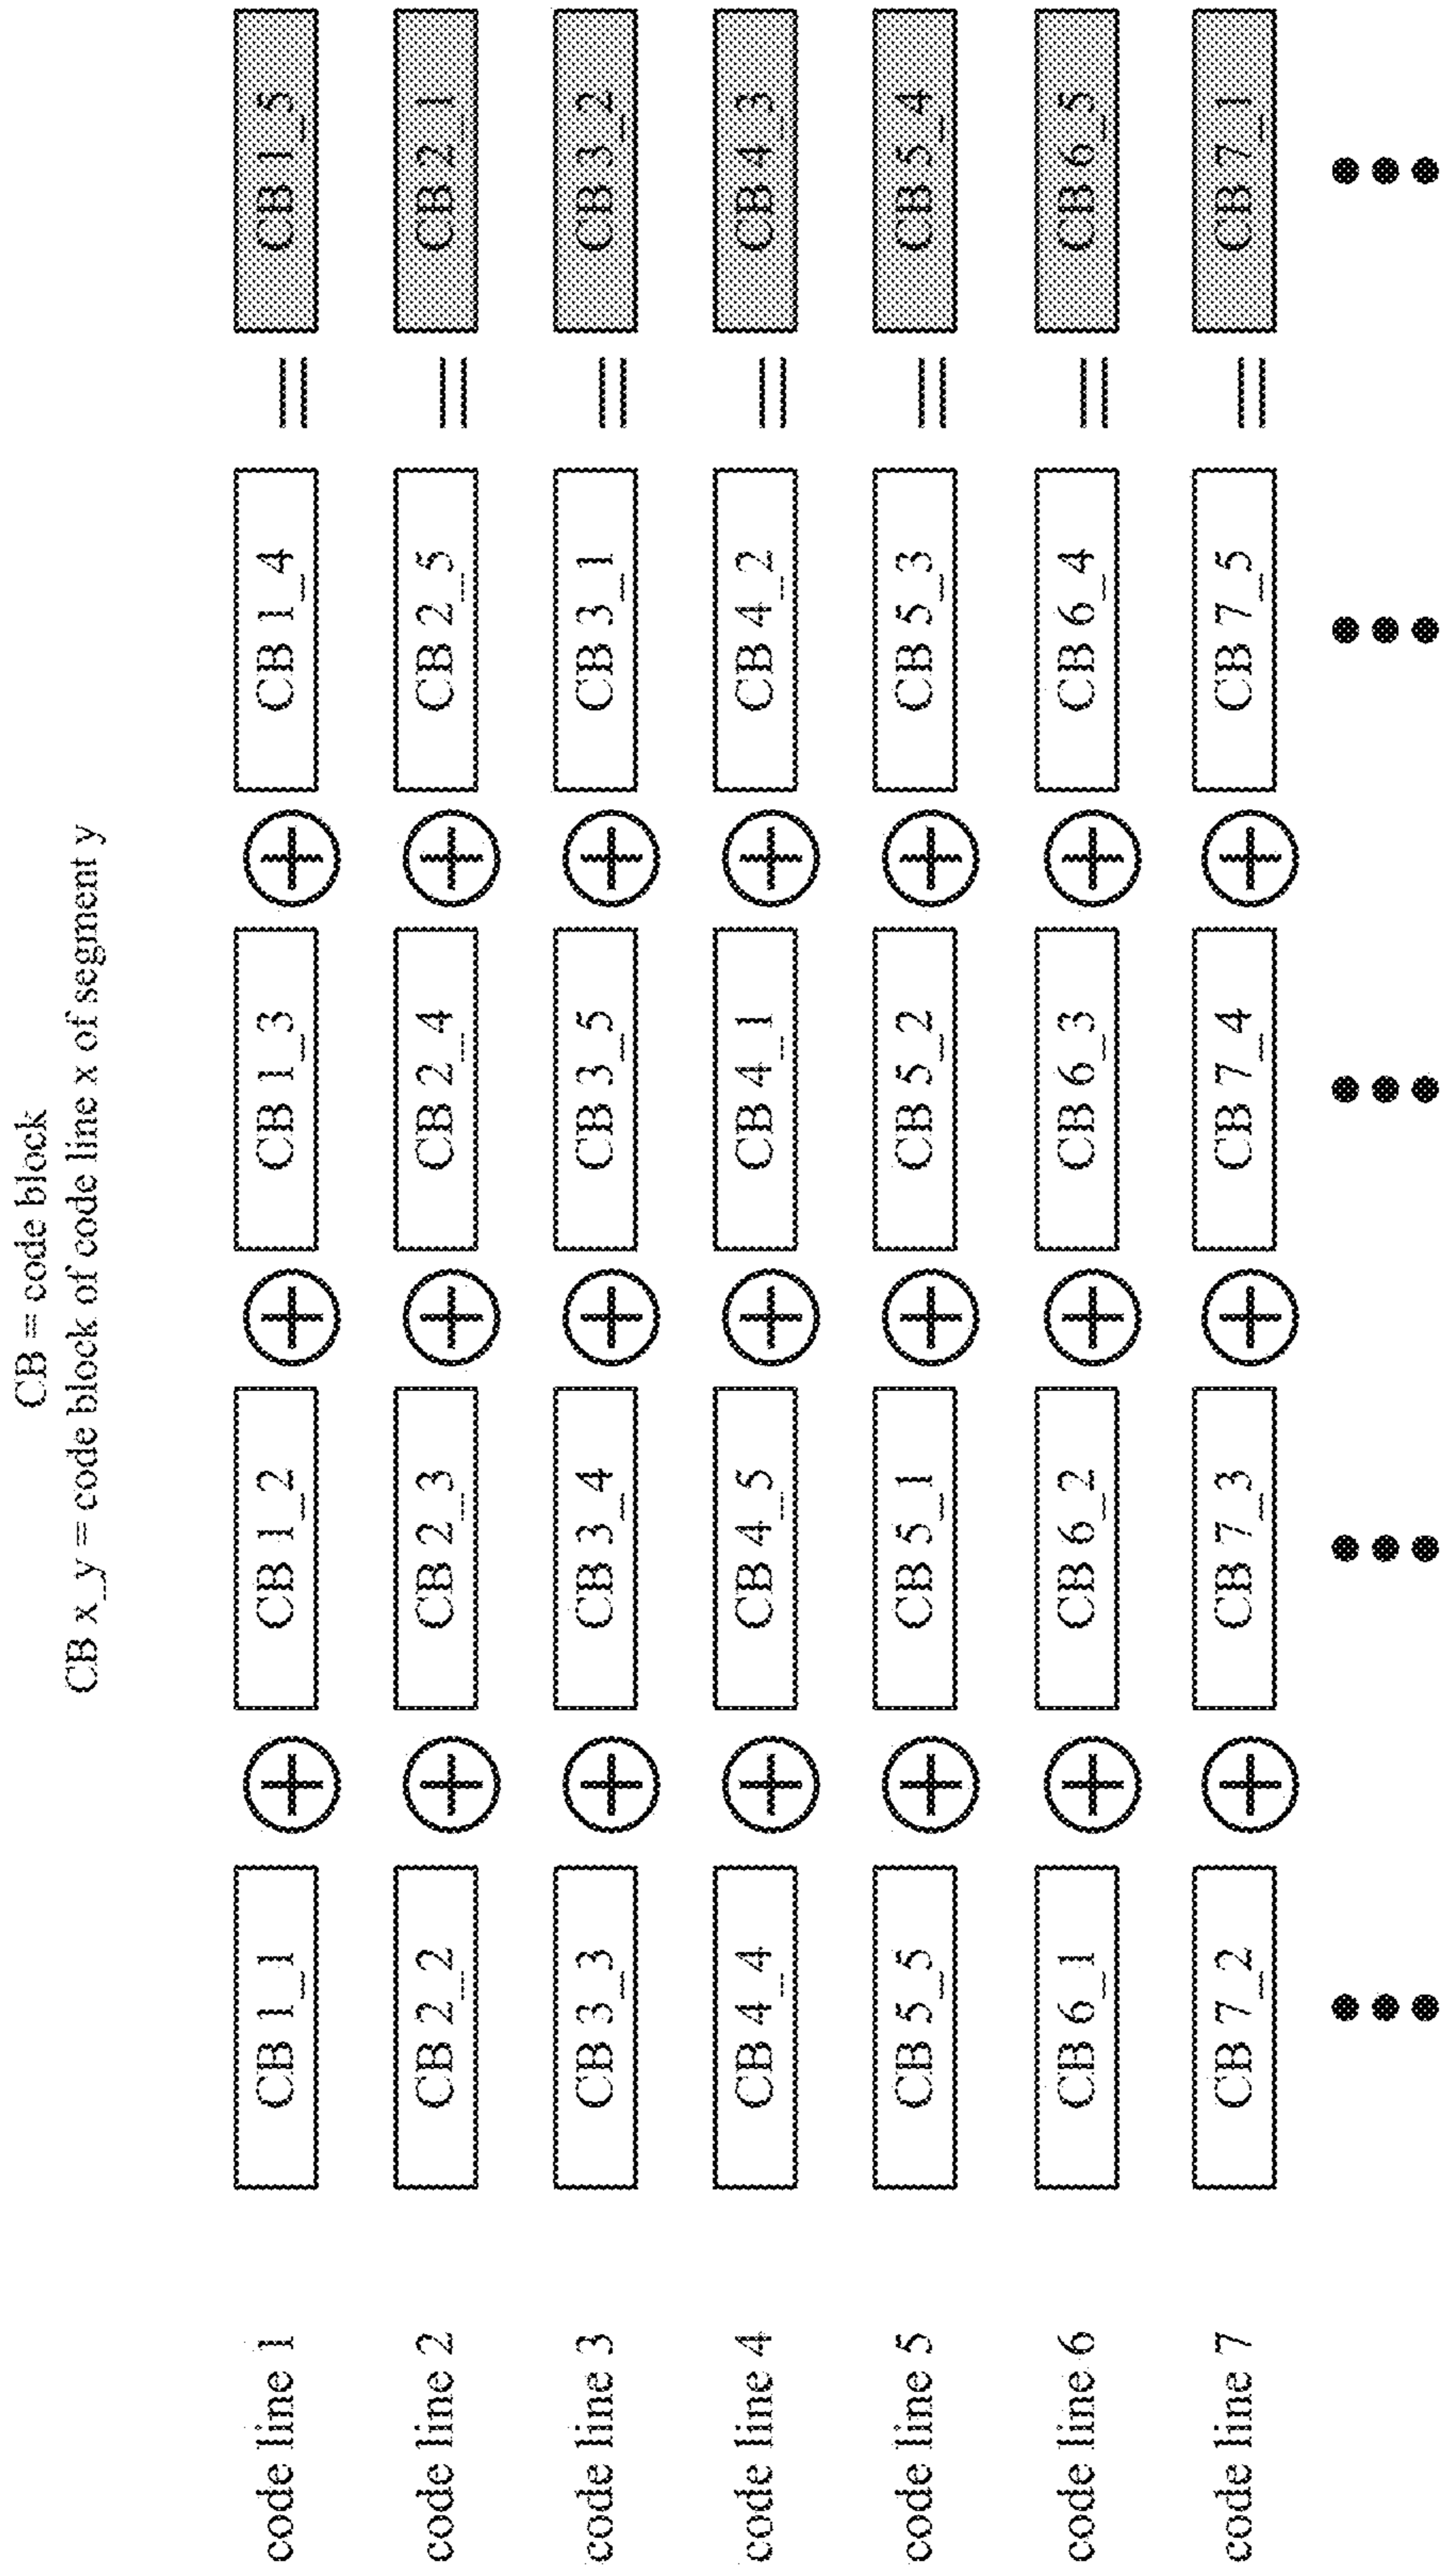 CB = code block
CB x_y = code block of code line x of segment y
code line 1 CB 1_1 ⊕ CB 1_2 ⊕ CB 1_3 ⊕ CB 1_4 = CB 1_5
code line 2 CB 2_2 ⊕ CB 2_3 ⊕ CB 2_4 ⊕ CB 2_5 = CB 2_1
code line 3 CB 3_3 ⊕ CB 3_4 ⊕ CB 3_5 ⊕ CB 3_1 = CB 3_2
code line 4 CB 4_4 ⊕ CB 4_5 ⊕ CB 4_1 ⊕ CB 4_2 = CB 4_3
code line 5 CB 5_5 ⊕ CB 5_1 ⊕ CB 5_2 ⊕ CB 5_3 = CB 5_4
code line 6 CB 6_1 ⊕ CB 6_2 ⊕ CB 6_3 ⊕ CB 6_4 = CB 6_5
code line 7 CB 7_2 ⊕ CB 7_3 ⊕ CB 7_4 ⊕ CB 7_5 = CB 7_1